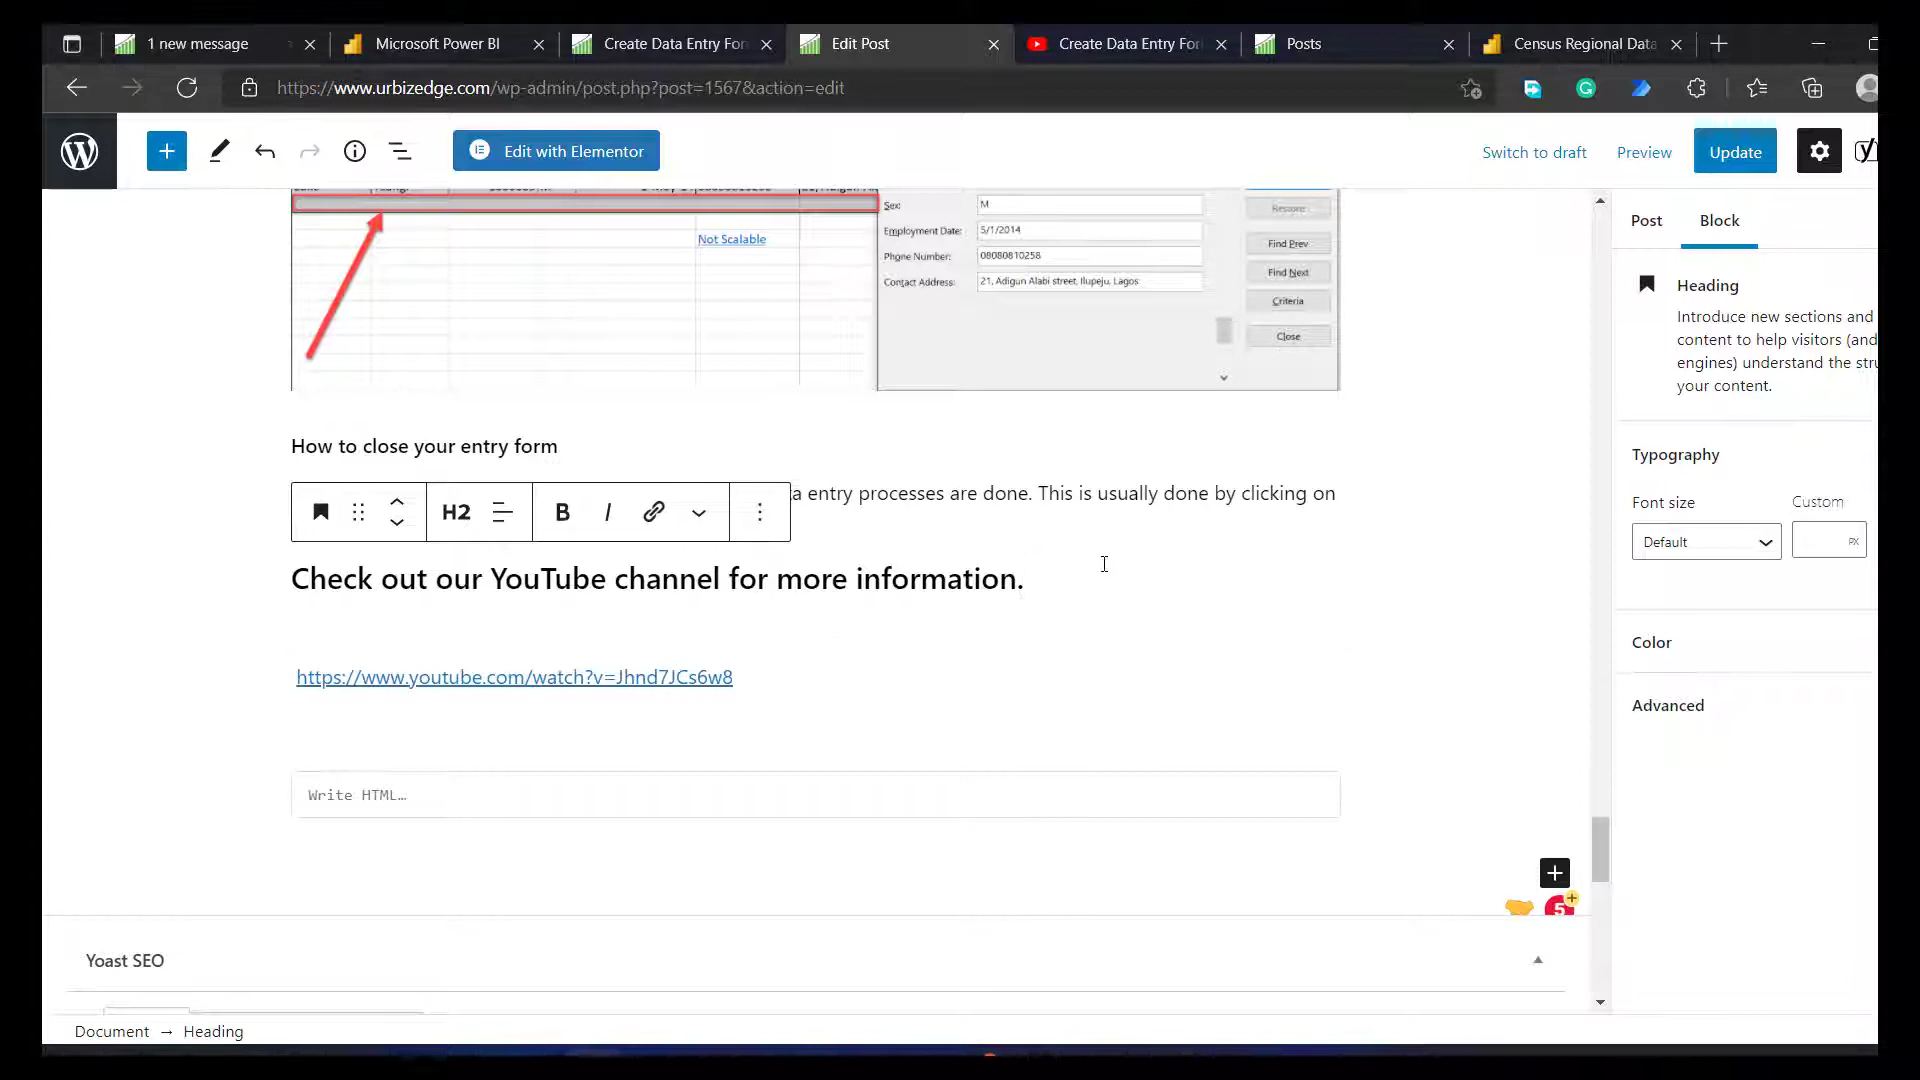 1 new message
Microsoft Power BI
Create Data Entry For
Edit Post
Create Data Entry For
Posts
Census Regional Data
https://www.urbizedge.com/wp-admin/post.php?post=1567&action=edit
Edit with Elementor
Switch to draft
Preview
Update
Not Scalable
Sex:
M
Restore
Employment Date:
5/1/2014
Find Prev
Phone Number:
08080810258
Find Next
Contact Address:
21, Adigun Alabi street, Ilupeju, Lagos
Criteria
Close
How to close your entry form
a entry processes are done. This is usually done by clicking on
H2
B
I
Check out our YouTube channel for more information.
https://www.youtube.com/watch?v=Jhnd7JCs6w8
Write HTML…
5
Yoast SEO
Document → Heading
Post
Block
Heading
Introduce new sections and
content to help visitors (and
engines) understand the stru
your content.
Typography
Font size
Custom
Default
PX
Color
Advanced